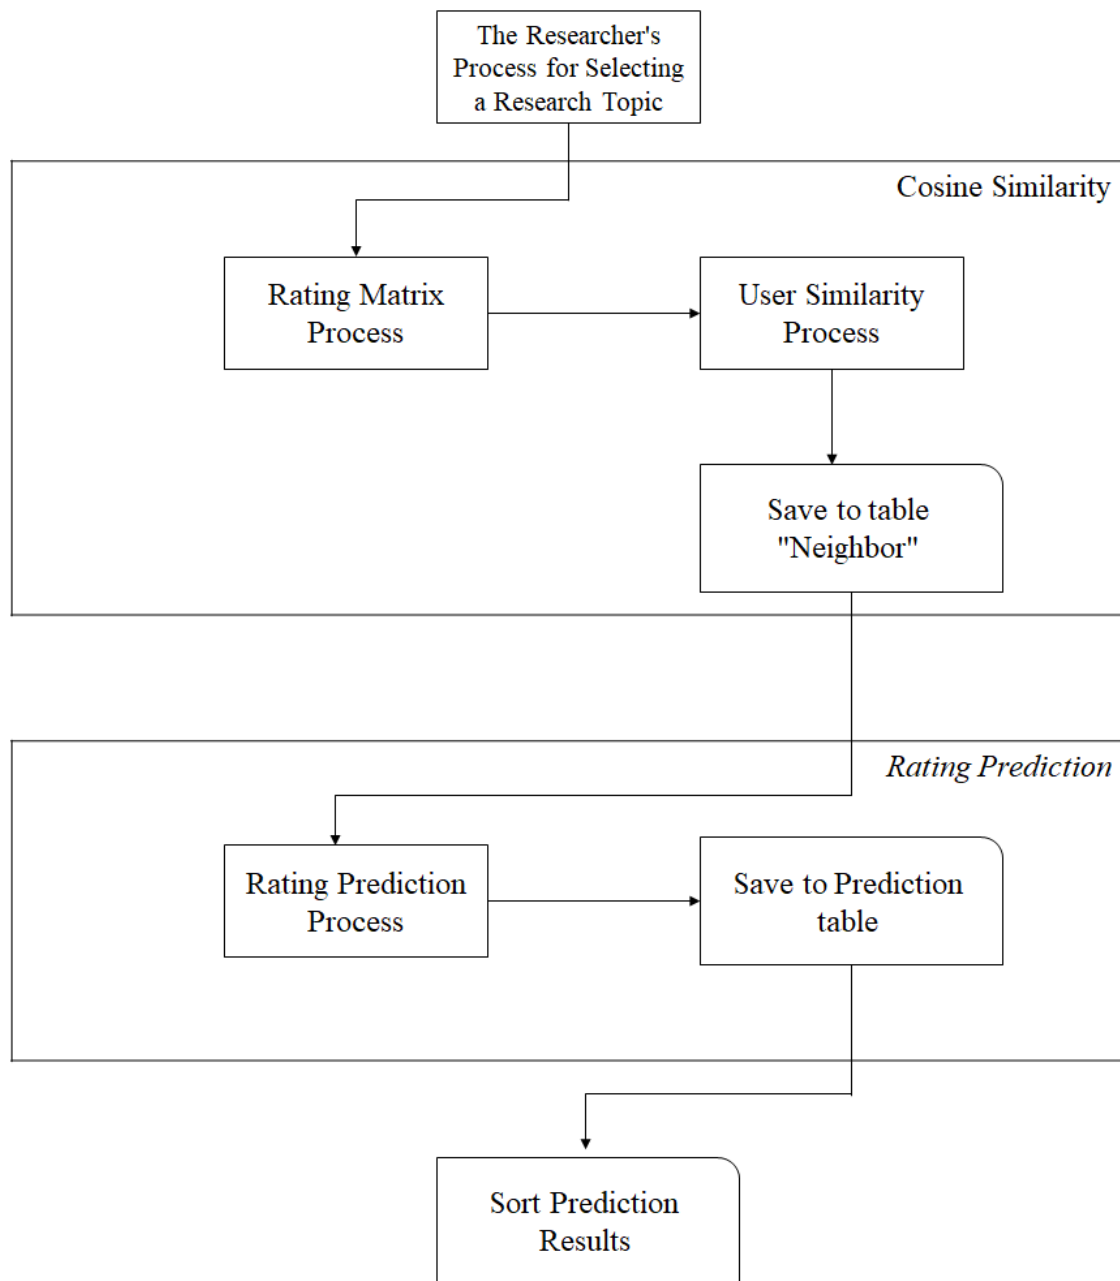 The Researcher's
Process for Selecting
a Research Topic
Cosine Similarity
Rating Matrix
Process
User Similarity
Process
Save to table
"Neighbor"
Rating Prediction
Rating Prediction
Process
Save to Prediction
table
Sort Prediction
Results